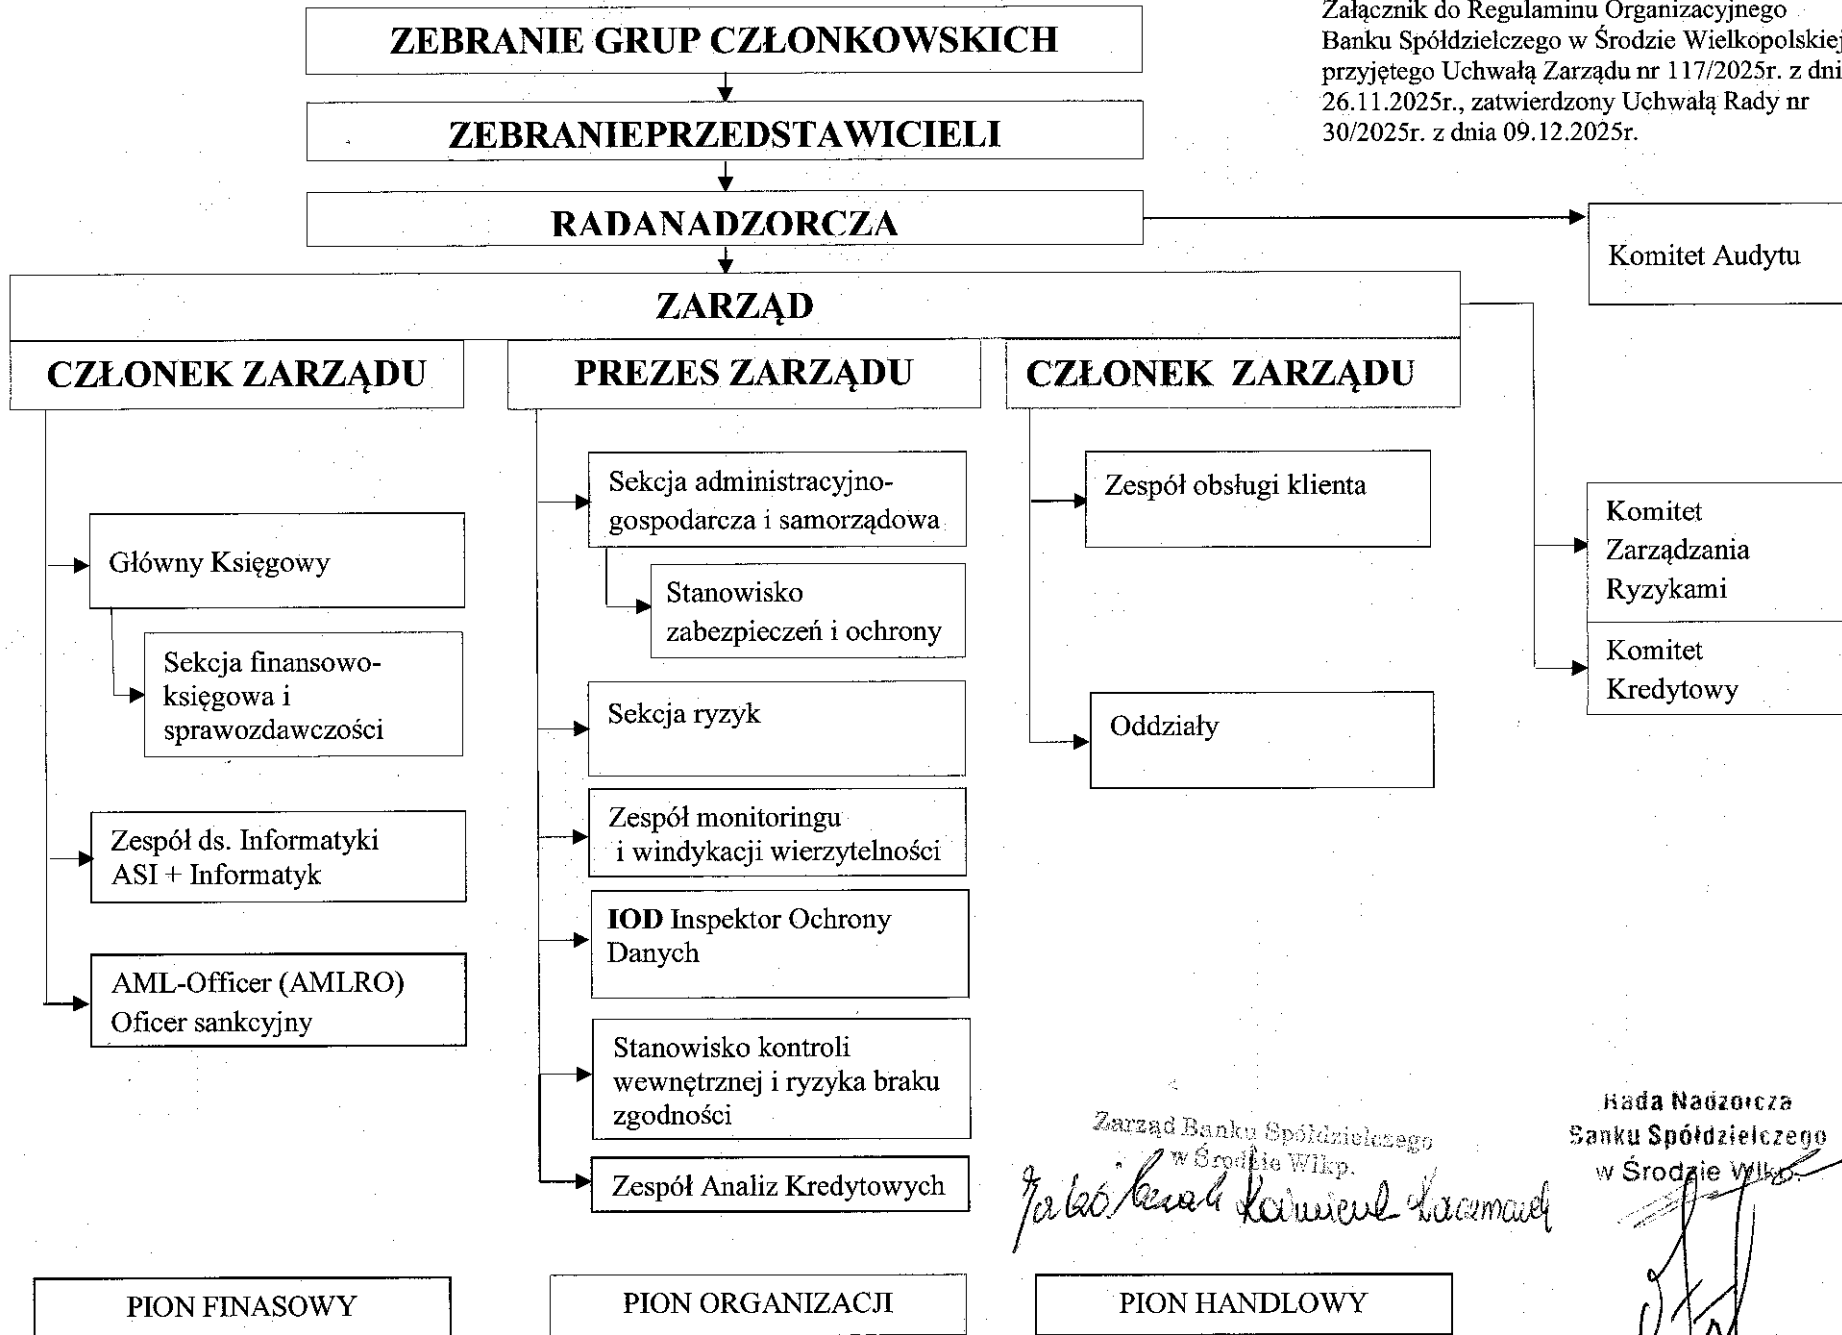 Załącznik do Regulaminu Organizacyjnego
Banku Spółdzielczego w Środzie Wielkopolskiej
przyjętego Uchwałą Zarządu nr 117/2025r. z dni
26.11.2025r., zatwierdzony Uchwałą Rady nr
30/2025r. z dnia 09.12.2025r.
ZEBRANIE GRUP CZŁONKOWSKICH
ZEBRANIEPRZEDSTAWICIELI
RADANADZORCZA
Komitet Audytu
ZARZĄD
CZŁONEK ZARZĄDU
Główny Księgowy
Sekcja finansowo-
księgowa i
sprawozdawczości
Zespół ds. Informatyki
ASI + Informatyk
AML-Officer (AMLRO)
Oficer sankcyjny
PREZES ZARZĄDU
Sekcja administracyjno-
gospodarcza i samorządowa
Stanowisko
zabezpieczeń i ochrony
Sekcja ryzyk
Zespół monitoringu
i windykacji wierzytelności
IOD Inspektor Ochrony
Danych
Stanowisko kontroli
wewnętrznej i ryzyka braku
zgodności
Zespół Analiz Kredytowych
CZŁONEK ZARZĄDU
Zespół obsługi klienta
Oddziały
Komitet
Zarządzania
Ryzykami
Komitet
Kredytowy
Zarząd Banku Spółdzielczego
w Środzie Wlkp.
Rada Nadzorcza
Banku Spółdzielczego
w Środzie Wlkp.
PION FINASOWY
PION ORGANIZACJI
PION HANDLOWY